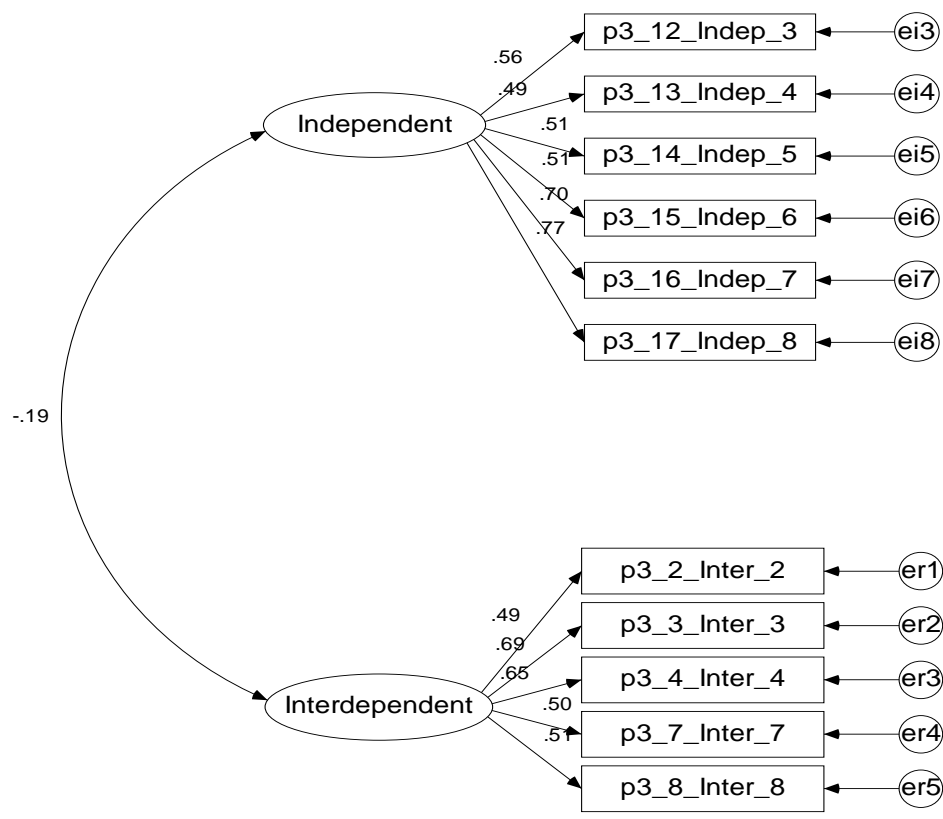 p3_12_Indep_3 ei3
.56
.49
p3_13_Indep_4 ei4
Independent
.51
.51
p3_14_Indep_5 ei5
.70
p3_15_Indep_6 ei6
.77
p3_16_Indep_7 ei7
p3_17_Indep_8 ei8
-.19
p3_2_Inter_2 er1
.49
p3_3_Inter_3 er2
.69
.65
p3_4_Inter_4 er3
Interdependent
.50
.51
p3_7_Inter_7 er4
p3_8_Inter_8 er5